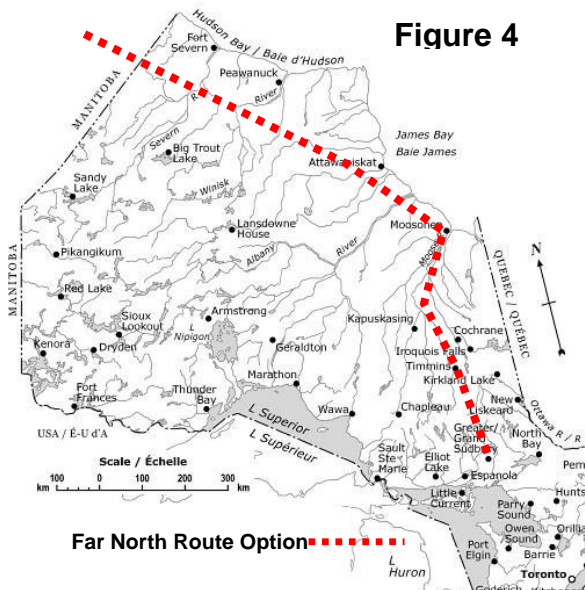 Figure 4
Hudson Bay / Baie d'Hudson
Fort
Severn
Peawanuck
River
MANITOBA
R
Severn
James Bay
Baie James
Big Trout
Lake
Attawapiskat
Sandy
Lake
Winisk
Lansdowne
House
Moosonee
Moose
River
Albany
Pikangikum
N
QUEBEC / QUÉBEC
MANITOBA
Red Lake
Armstrong
Kapuskasing
Sioux
Lookout
L
Nipigon
Cochrane
Kenora
Dryden
Geraldton
Iroquois Falls
Timmins
Kirkland Lake
Marathon
Fort
Frances
Thunder
Bay
Wawa
Chapleau
New
Liskeard
Ottawa R / R
USA / É-U d'A
L Superior
L Supérieur
Greater/
Grand
Sudbury
North
Bay
Scale / Échelle
Sault
Ste
Marie
Elliot
Lake
Espanola
Pem
100 0 100 200 300
km km
Little
Current
Parry
Sound
Hunts
Owen
Sound
Orillia
Far North Route Option
Port
Elgin
Barrie
L
Huron
Toronto
Goderich